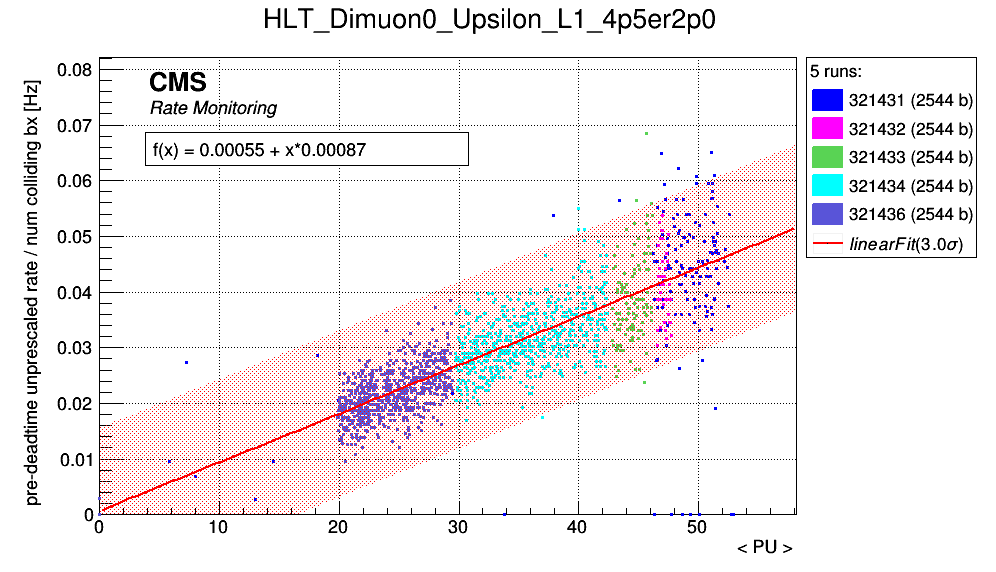 HLT_Dimuon0_Upsilon_L1_4p5er2p0
CMS
Rate Monitoring
f(x) = 0.00055 + x*0.00087
pre-deadtime unprescaled rate / num colliding bx [Hz]
0.08
0.07
0.06
0.05
0.04
0.03
0.02
0.01
0
0 10 20 30 40 50
< PU >
5 runs:
321431 (2544 b)
321432 (2544 b)
321433 (2544 b)
321434 (2544 b)
321436 (2544 b)
linearFit(3.0σ)